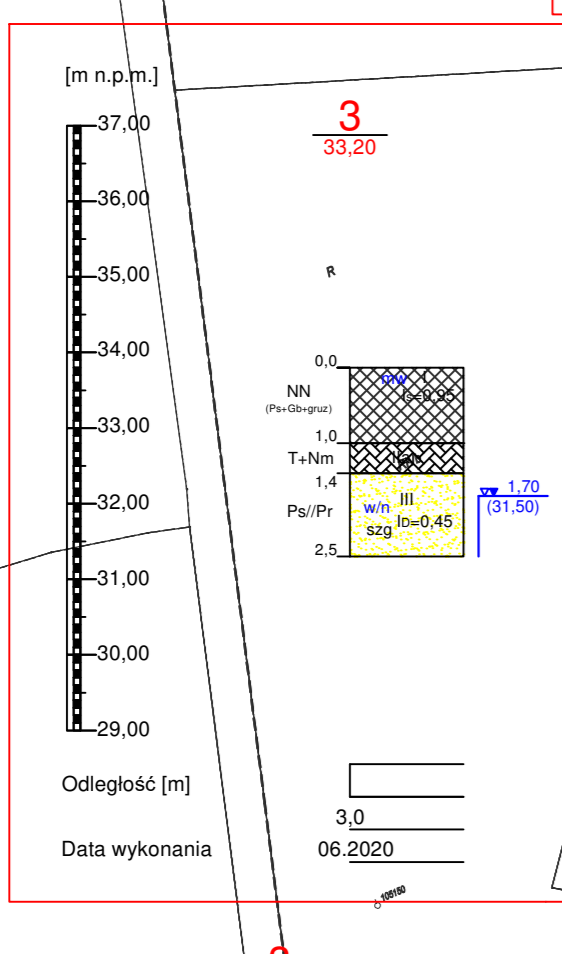 [m n.p.m.]
37,00
36,00
35,00
34,00
33,00
32,00
31,00
30,00
29,00
3
33,20
R
0,0
mw I
NN
Is=0,95
(Ps+Gb+gruz)
1,0
T+Nm
1,4
III
Ps//Pr
w/n
ID=0,45
szg
2,5
1,70
(31,50)
Odległość [m]
3,0
Data wykonania
06.2020
105150